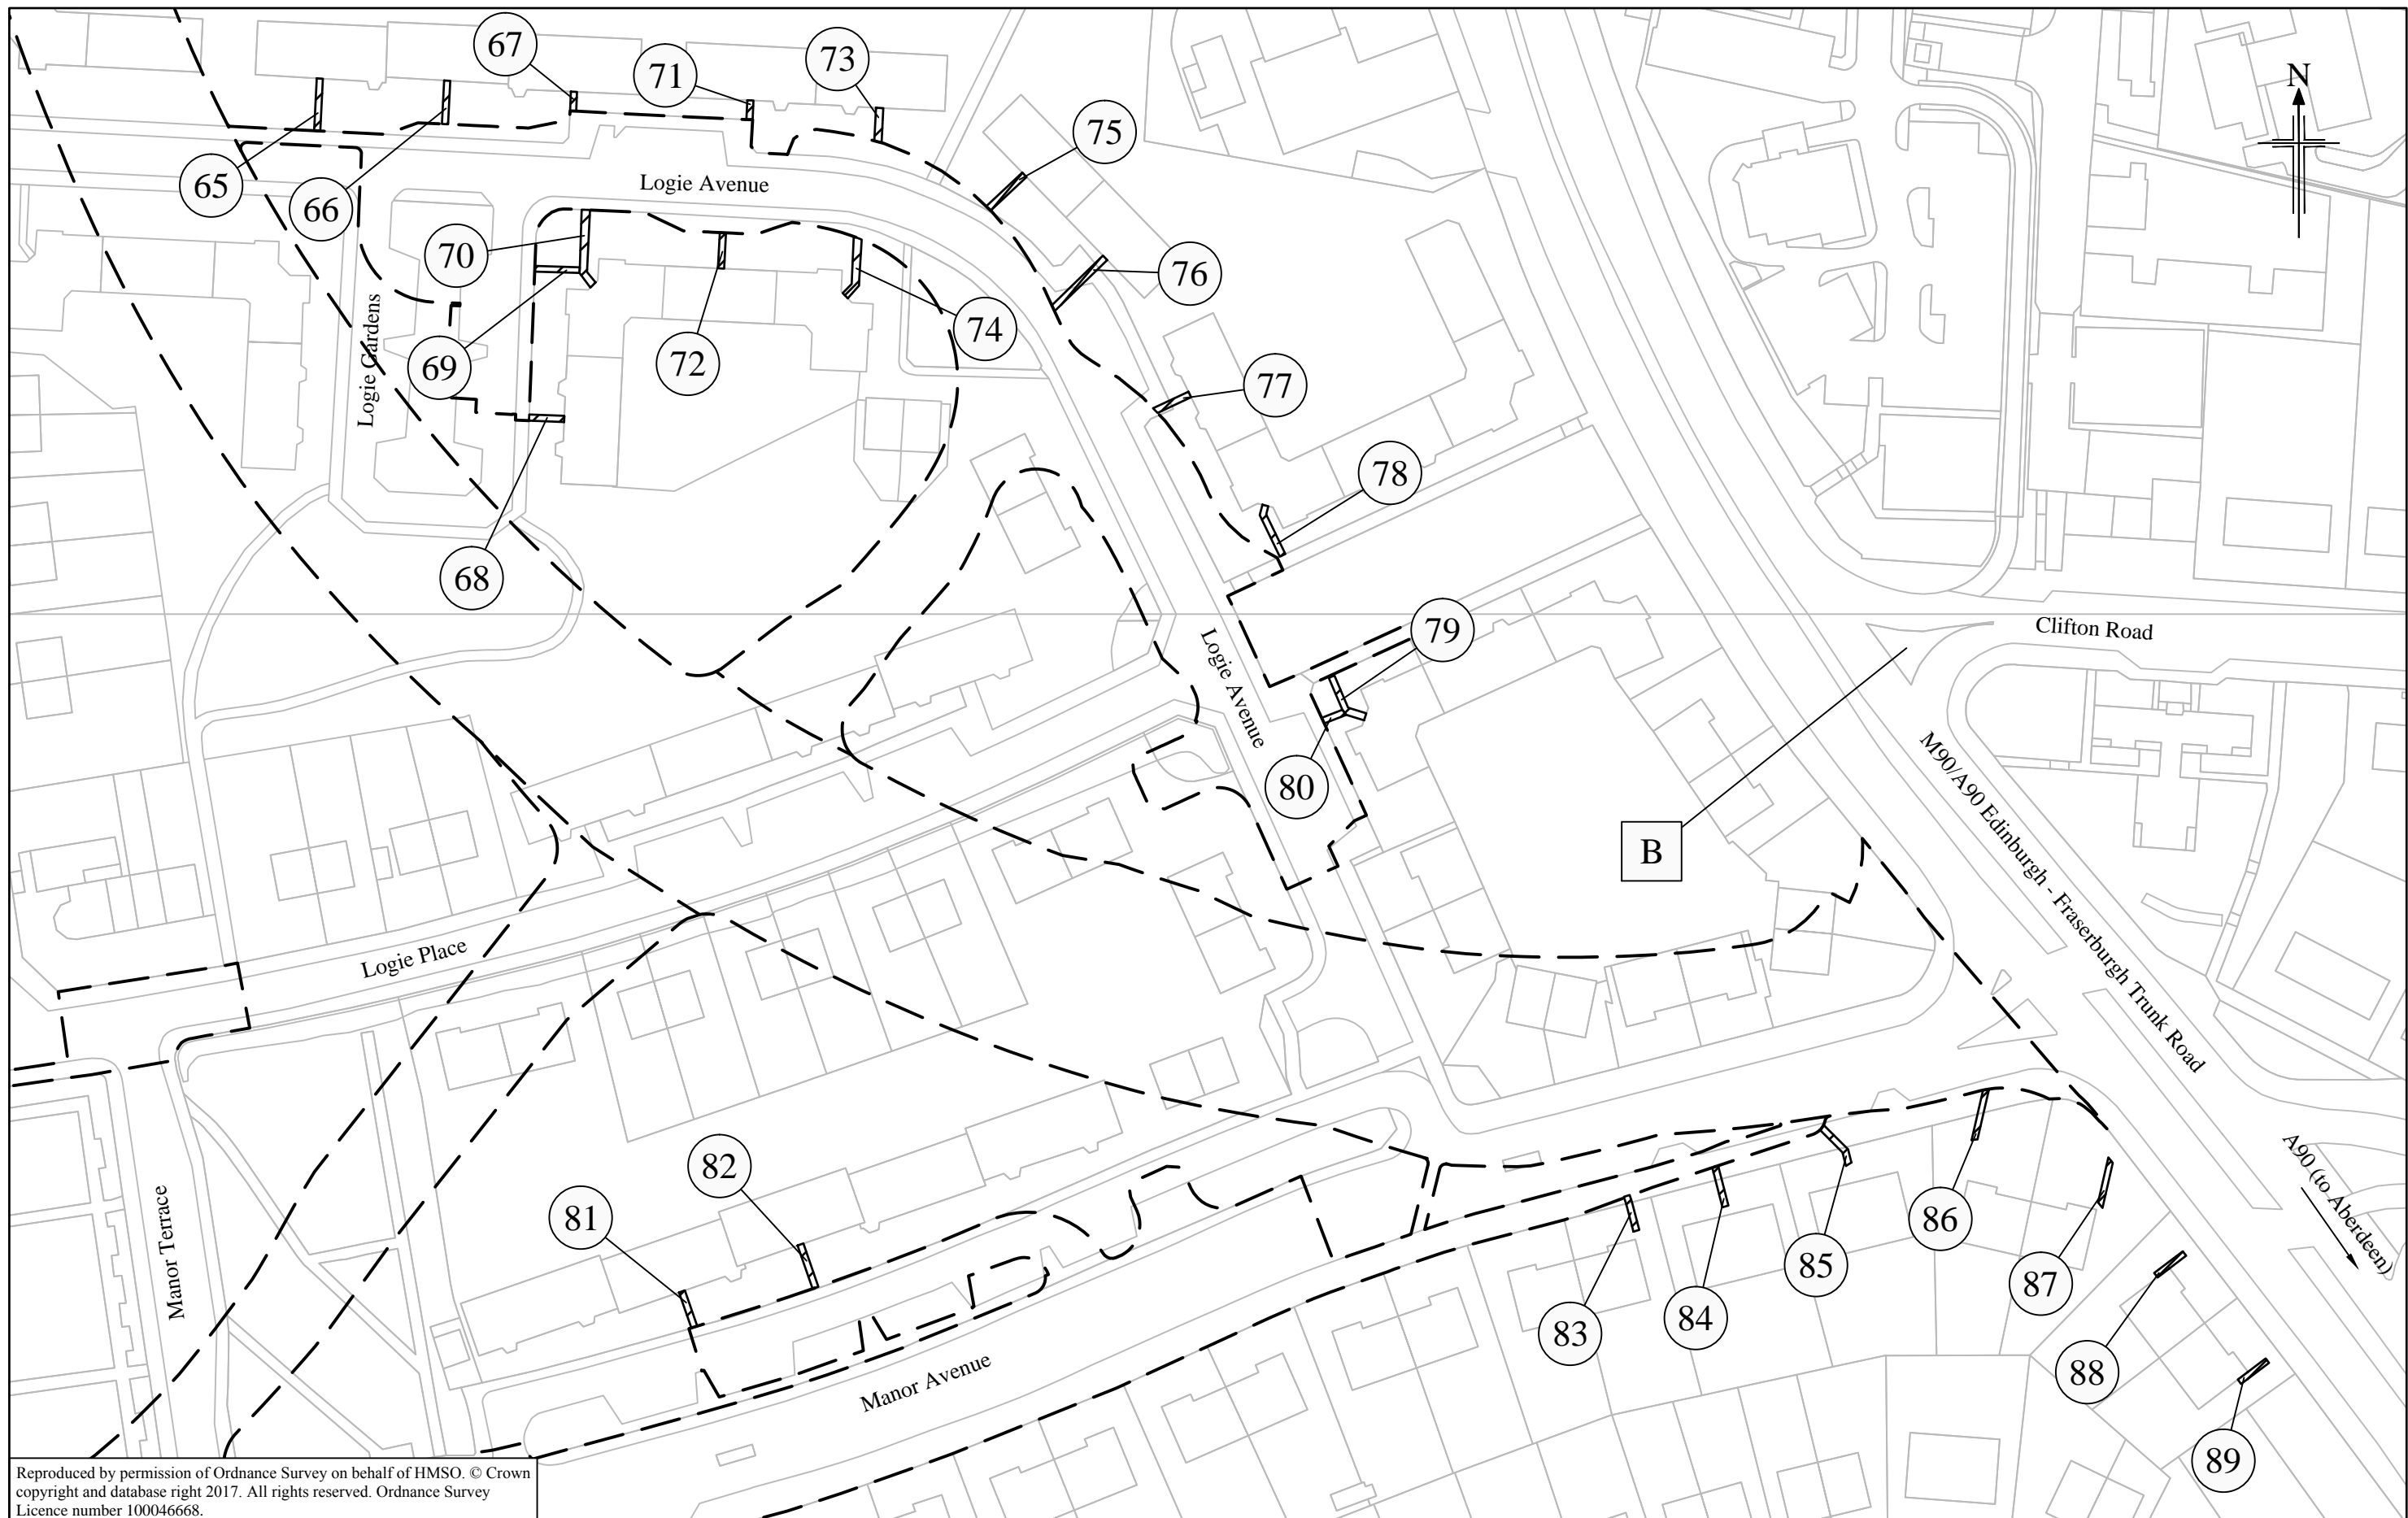 67
71
73
N
75
65
66
Logie Avenue
70
76
74
69
72
Logie Gardens
77
78
68
79
Clifton Road
Logie Avenue
80
B
M90/A90 Edinburgh - Fraserburgh Trunk Road
Logie Place
82
81
Manor Terrace
A90 (to Aberdeen)
86
85
87
84
83
88
Manor Avenue
89
Reproduced by permission of Ordnance Survey on behalf of HMSO. © Crown
copyright and database right 2017. All rights reserved. Ordnance Survey
Licence number 100046668.